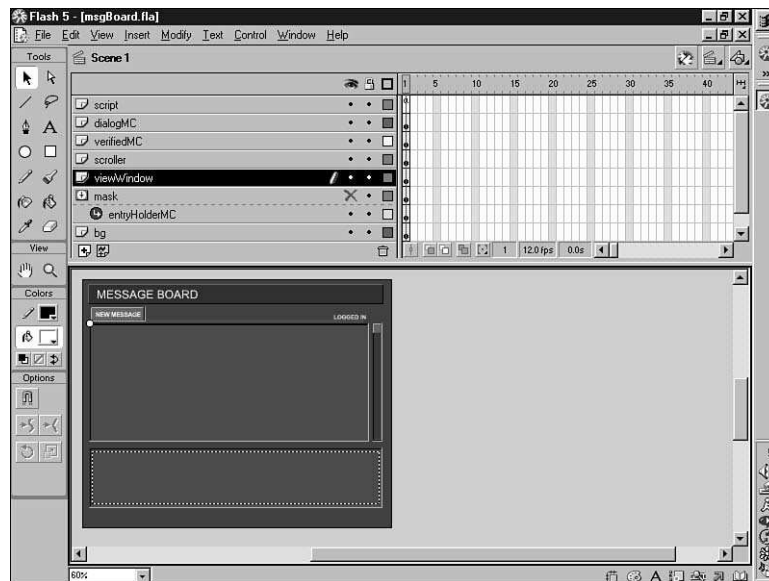 Flash 5 - [msgBoard.fla]
File Edit View Insert Modify Text Control Window Help
Tools
Scene 1
1 5 10 15 20 25 30 35 40
script
dialogMC
verifiedMC
scroller
viewWindow
mask
entryHolderMC
bg
View
1 12.0 fps 0.0s
Colors
MESSAGE BOARD
NEW MESSAGE
LOGGED IN
Options
60%